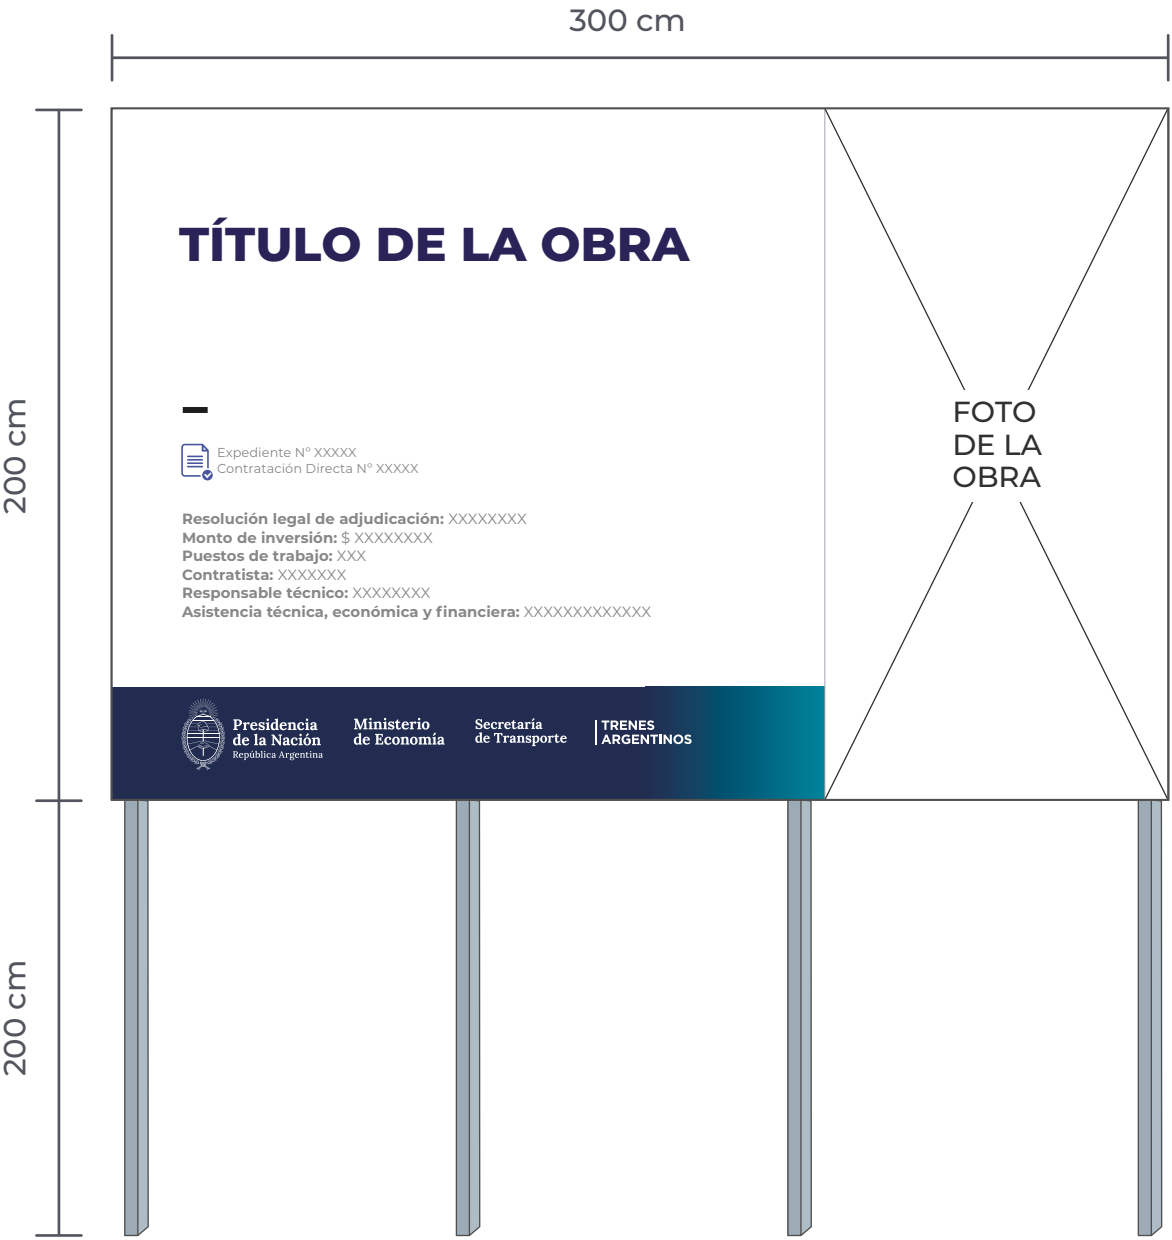 300 cm
200 cm
TÍTULO DE LA OBRA
Expediente Nº XXXXX
Contratación Directa Nº XXXXX
Resolución legal de adjudicación: XXXXXXXX
Monto de inversión: $ XXXXXXXX
Puestos de trabajo: XXX
Contratista: XXXXXXX
Responsable técnico: XXXXXXXX
Asistencia técnica, económica y financiera: XXXXXXXXXXXXX
FOTO
DE LA
OBRA
Presidencia
de la Nación
República Argentina
Ministerio
de Economía
Secretaría
de Transporte
TRENES
ARGENTINOS
200 cm